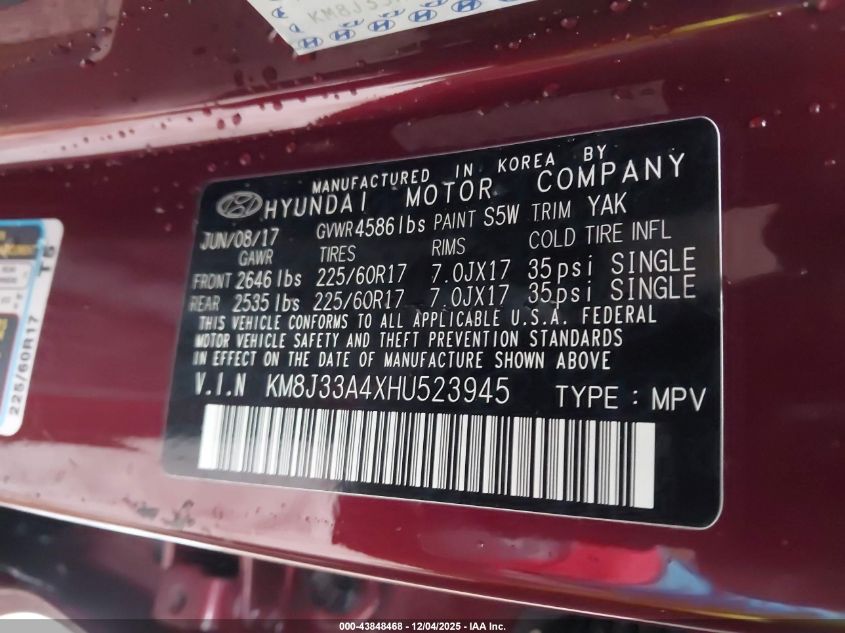 KM8J33
MANUFACTURED IN KOREA BY
HYUNDAI MOTOR COMPANY
JUN/08/17 GVWR 4586lbs PAINT S5W TRIM YAK
GAWR TIRES RIMS COLD TIRE INFL
FRONT 2646 lbs 225/60R17 7.0JX17 35psi SINGLE
REAR 2535 lbs 225/60R17 7.0JX17 35psi SINGLE
THIS VEHICLE CONFORMS TO ALL APPLICABLE U.S.A. FEDERAL
MOTOR VEHICLE SAFETY AND THEFT PREVENTION STANDARDS
IN EFFECT ON THE DATE OF MANUFACTURE SHOWN ABOVE
V.I.N KM8J33A4XHU523945 TYPE : MPV
225/60R17 T5
000-43848468 - 12/04/2025 - IAA Inc.